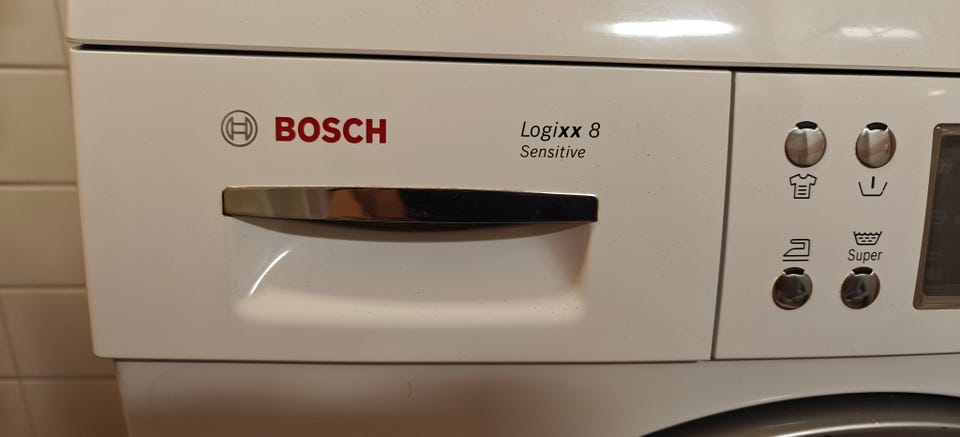 BOSCH
Logixx 8
Sensitive
Super